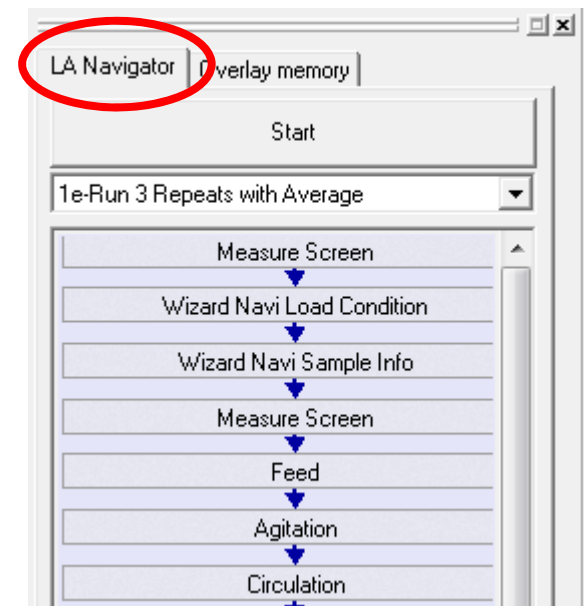 LA Navigator Overlay memory
Start
1e-Run 3 Repeats with Average
Measure Screen
Wizard Navi Load Condition
Wizard Navi Sample Info
Measure Screen
Feed
Agitation
Circulation